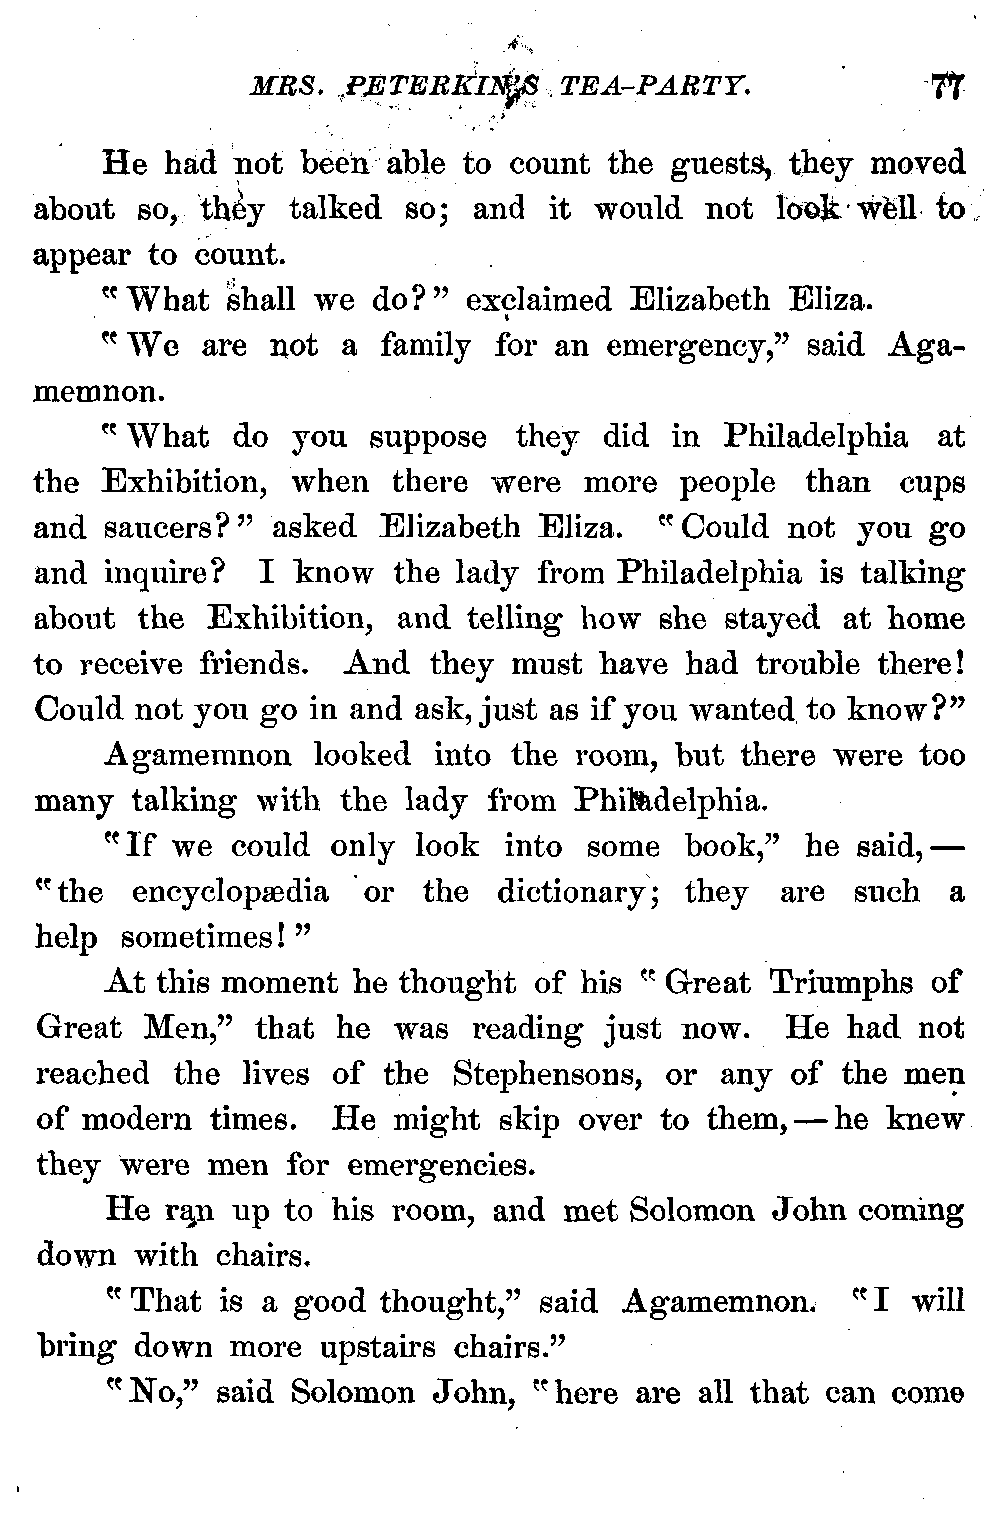 MRS. PETERKIN'S TEA-PARTY. 77
He had not been able to count the guests, they moved
about so, they talked so; and it would not look well to
appear to count.
"What shall we do?" exclaimed Elizabeth Eliza.
"We are not a family for an emergency," said Aga-
memnon.
"What do you suppose they did in Philadelphia at
the Exhibition, when there were more people than cups
and saucers?" asked Elizabeth Eliza. "Could not you go
and inquire? I know the lady from Philadelphia is talking
about the Exhibition, and telling how she stayed at home
to receive friends. And they must have had trouble there!
Could not you go in and ask, just as if you wanted to know?"
Agamemnon looked into the room, but there were too
many talking with the lady from Philadelphia.
"If we could only look into some book," he said,—
"the encyclopædia or the dictionary; they are such a
help sometimes!"
At this moment he thought of his "Great Triumphs of
Great Men," that he was reading just now. He had not
reached the lives of the Stephensons, or any of the men
of modern times. He might skip over to them,—he knew
they were men for emergencies.
He ran up to his room, and met Solomon John coming
down with chairs.
"That is a good thought," said Agamemnon. "I will
bring down more upstairs chairs."
"No," said Solomon John, "here are all that can come